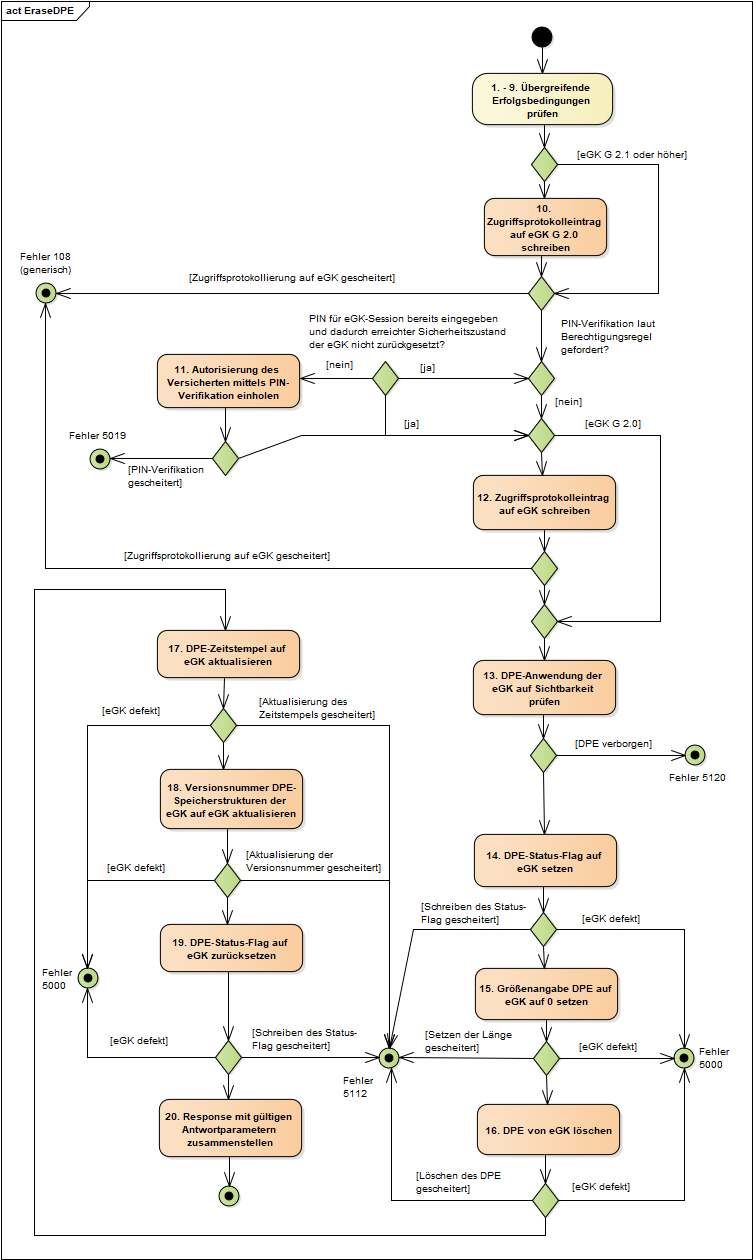 act EraseDPE
1. - 9. Übergreifende
Erfolgsbedingungen
prüfen
[eGK G 2.1 oder höher]
10.
Zugriffsprotokolleintrag
auf eGK G 2.0
schreiben
Fehler 108
(generisch)
[Zugriffsprotokollierung auf eGK gescheitert]
PIN für eGK-Session bereits eingegeben
und dadurch erreichter Sicherheitszustand
der eGK nicht zurückgesetzt?
PIN-Verifikation laut
Berechtigungsregel
gefordert?
[nein]
[ja]
11. Autorisierung des
Versicherten mittels PIN-
Verifikation einholen
[nein]
Fehler 5019
[ja]
[eGK G 2.0]
[PIN-Verifikation
gescheitert]
12. Zugriffsprotokolleintrag
auf eGK schreiben
[Zugriffsprotokollierung auf eGK gescheitert]
13. DPE-Anwendung der
eGK auf Sichtbarkeit
prüfen
[DPE verborgen]
Fehler 5120
14. DPE-Status-Flag auf
eGK setzen
[Schreiben des Status-
Flag gescheitert]
[eGK defekt]
15. Größenangabe DPE auf
eGK auf 0 setzen
[Setzen der Länge
gescheitert]
[eGK defekt]
Fehler
5000
16. DPE von eGK löschen
[Löschen des DPE
gescheitert]
[eGK defekt]
17. DPE-Zeitstempel auf
eGK aktualisieren
[eGK defekt]
[Aktualisierung des
Zeitstempels gescheitert]
18. Versionsnummer DPE-
Speicherstrukturen der
eGK auf eGK aktualisieren
[eGK defekt]
[Aktualisierung der
Versionsnummer gescheitert]
19. DPE-Status-Flag auf
eGK zurücksetzen
Fehler
5000
[eGK defekt]
[Schreiben des Status-
Flag gescheitert]
Fehler
5112
20. Response mit gültigen
Antwortparametern
zusammenstellen